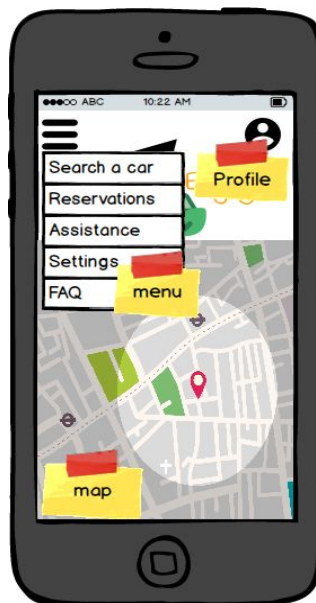 ABC 10:22 AM
Search a car
Profile
Reservations
Assistance
Settings
FAQ
menu
map